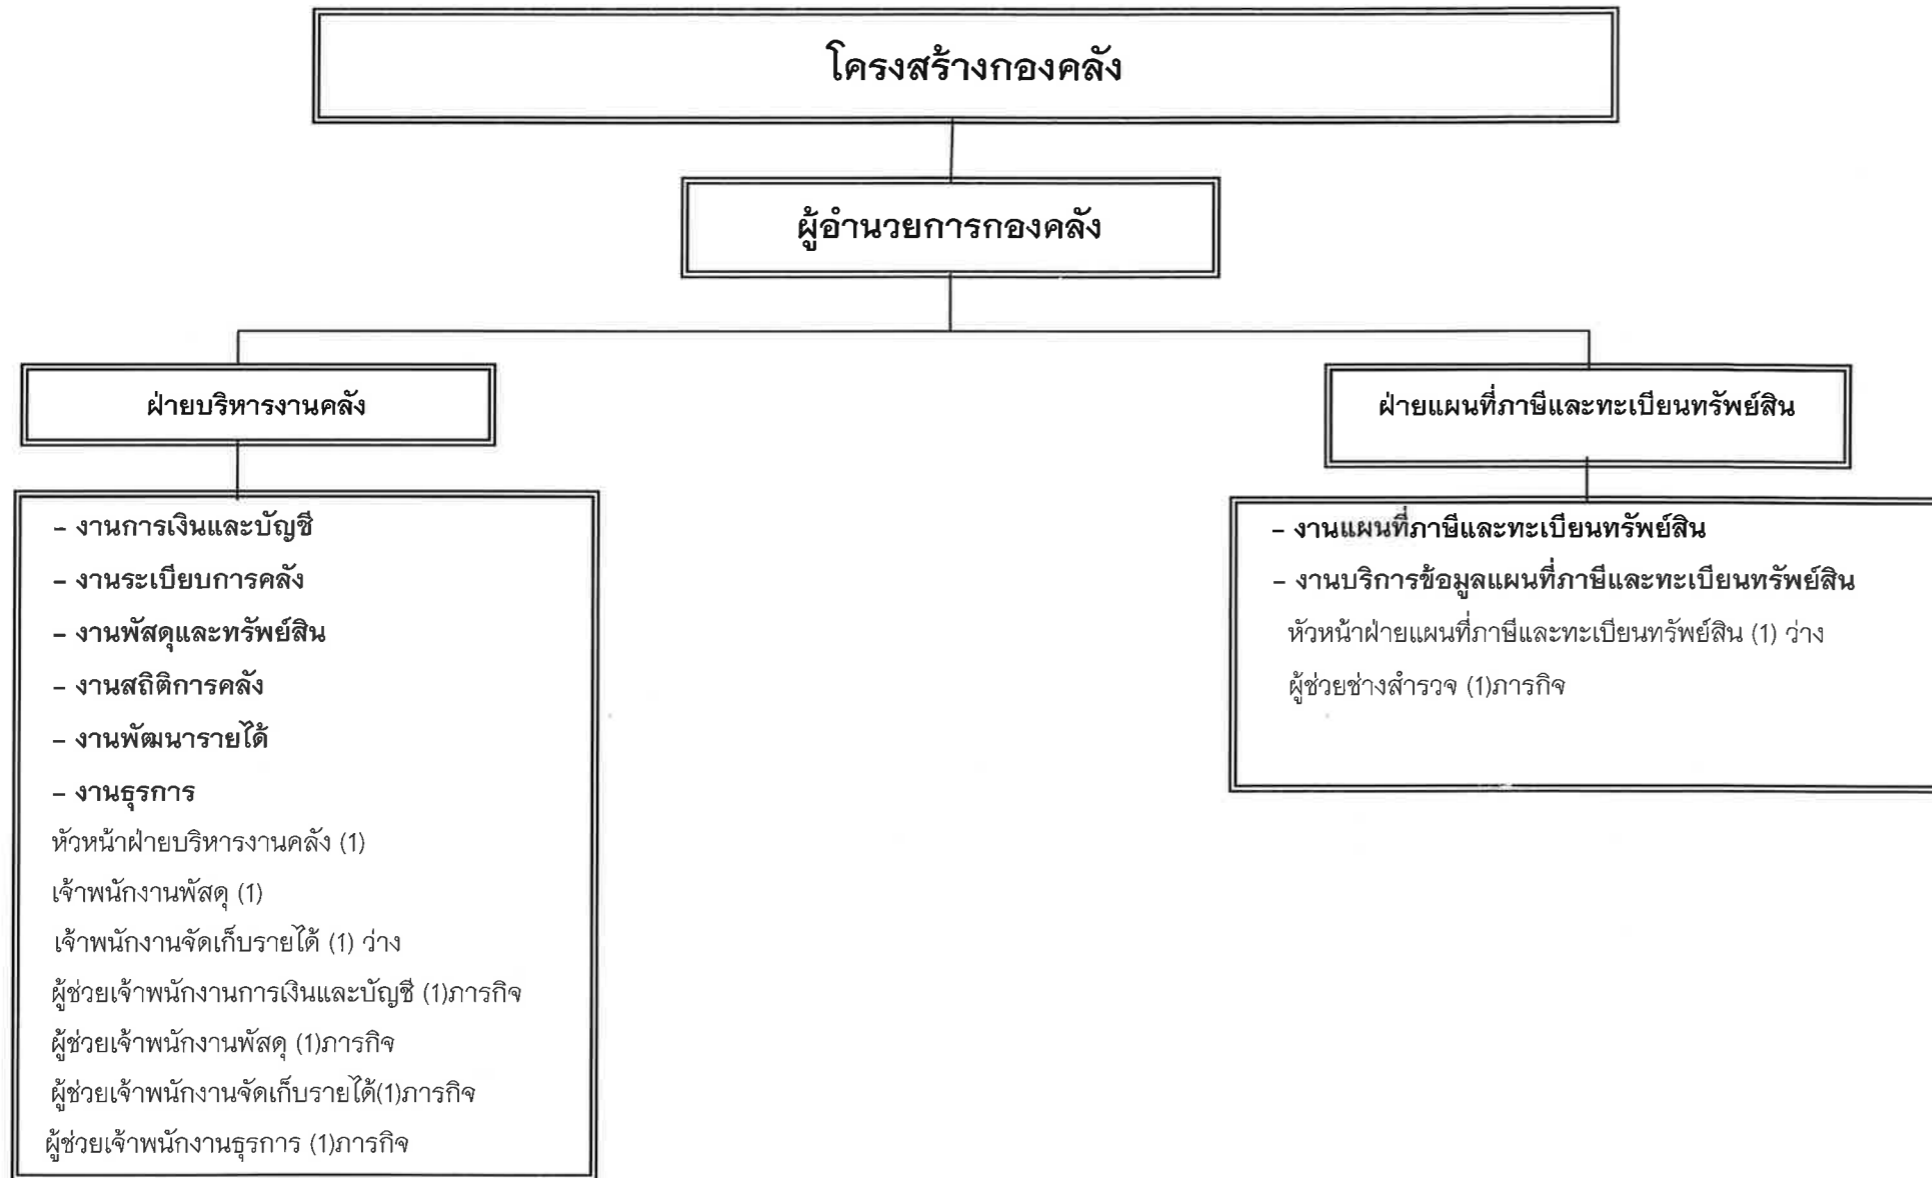 โครงสร้างกองคลัง
ผู้อำนวยการกองคลัง
ฝ่ายบริหารงานคลัง
– งานการเงินและบัญชี
– งานระเบียบการคลัง
– งานพัสดุและทรัพย์สิน
– งานสถิติการคลัง
– งานพัฒนารายได้
– งานธุรการ
หัวหน้าฝ่ายบริหารงานคลัง (1)
เจ้าพนักงานพัสดุ (1)
เจ้าพนักงานจัดเก็บรายได้ (1) ว่าง
ผู้ช่วยเจ้าพนักงานการเงินและบัญชี (1)ภารกิจ
ผู้ช่วยเจ้าพนักงานพัสดุ (1)ภารกิจ
ผู้ช่วยเจ้าพนักงานจัดเก็บรายได้(1)ภารกิจ
ผู้ช่วยเจ้าพนักงานธุรการ (1)ภารกิจ
ฝ่ายแผนที่ภาษีและทะเบียนทรัพย์สิน
– งานแผนที่ภาษีและทะเบียนทรัพย์สิน
– งานบริการข้อมูลแผนที่ภาษีและทะเบียนทรัพย์สิน
หัวหน้าฝ่ายแผนที่ภาษีและทะเบียนทรัพย์สิน (1) ว่าง
ผู้ช่วยช่างสำรวจ (1)ภารกิจ